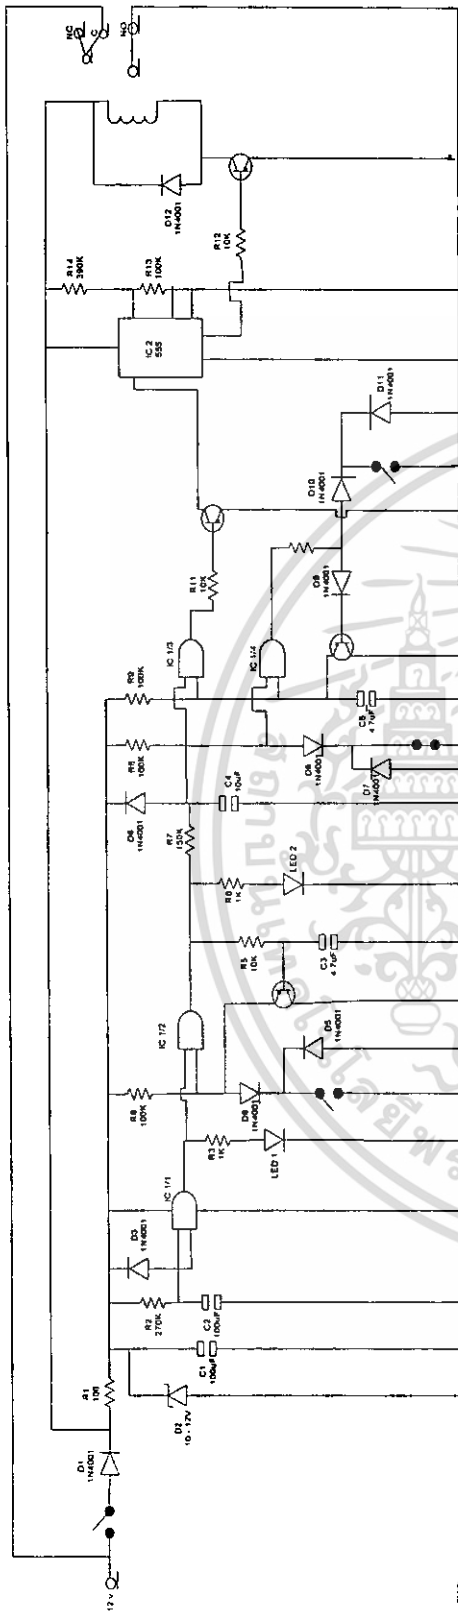 12 v
D1
1N4001
R1
100
D2
10 - 12V
C1
100uF
R2
270K
C2
100uF
D3
1N4001
IC 1/1
R3
1K
LED 1
R8
100K
D8
1N4001
D5
1N4001
IC 1/2
R5
10K
C3
4.7uF
R6
1K
LED 2
R7
150K
D6
1N4001
C4
10uF
100K
D7
1N4001
1N4001
R9
100K
C5
4.7uF
IC 1/3
IC 1/4
R11
10K
D9
1N4001
D10
1N4001
D11
1N4001
IC 2
555
R14
390K
R13
100K
R12
10K
D12
1N4001
NC
C
NO